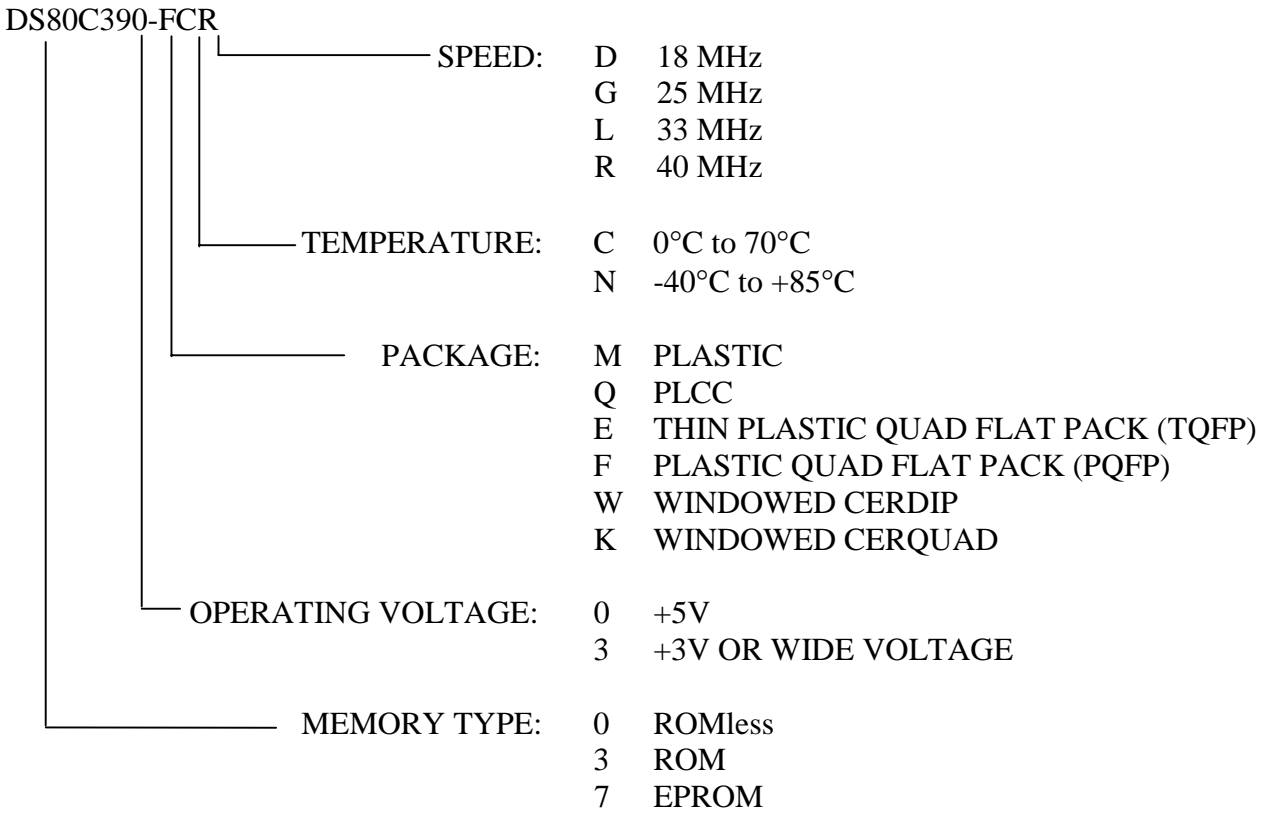 DS80C390-FCR
SPEED: D 18 MHz
G 25 MHz
L 33 MHz
R 40 MHz
TEMPERATURE: C 0°C to 70°C
N -40°C to +85°C
PACKAGE: M PLASTIC
Q PLCC
E THIN PLASTIC QUAD FLAT PACK (TQFP)
F PLASTIC QUAD FLAT PACK (PQFP)
W WINDOWED CERDIP
K WINDOWED CERQUAD
OPERATING VOLTAGE: 0 +5V
3 +3V OR WIDE VOLTAGE
MEMORY TYPE: 0 ROMless
3 ROM
7 EPROM